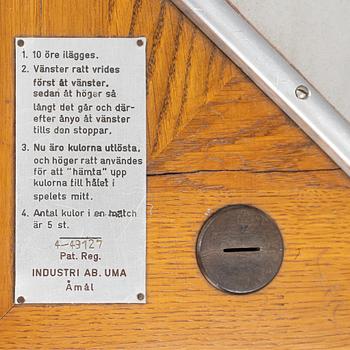 1. 10 öre ilägges.
2. Vänster ratt vrides
först åt vänster,
sedan åt höger så
långt det går och där-
efter ånyo åt vänster
tills don stoppar.
3. Nu äro kulorna utlösta.
och höger ratt användes
för att "hämta" upp
kulorna till hålet i
spelets mitt.
4. Antal kulor i en match
är 5 st.
4-49127
Pat. Reg.
INDUSTRI AB. UMA
Åmål